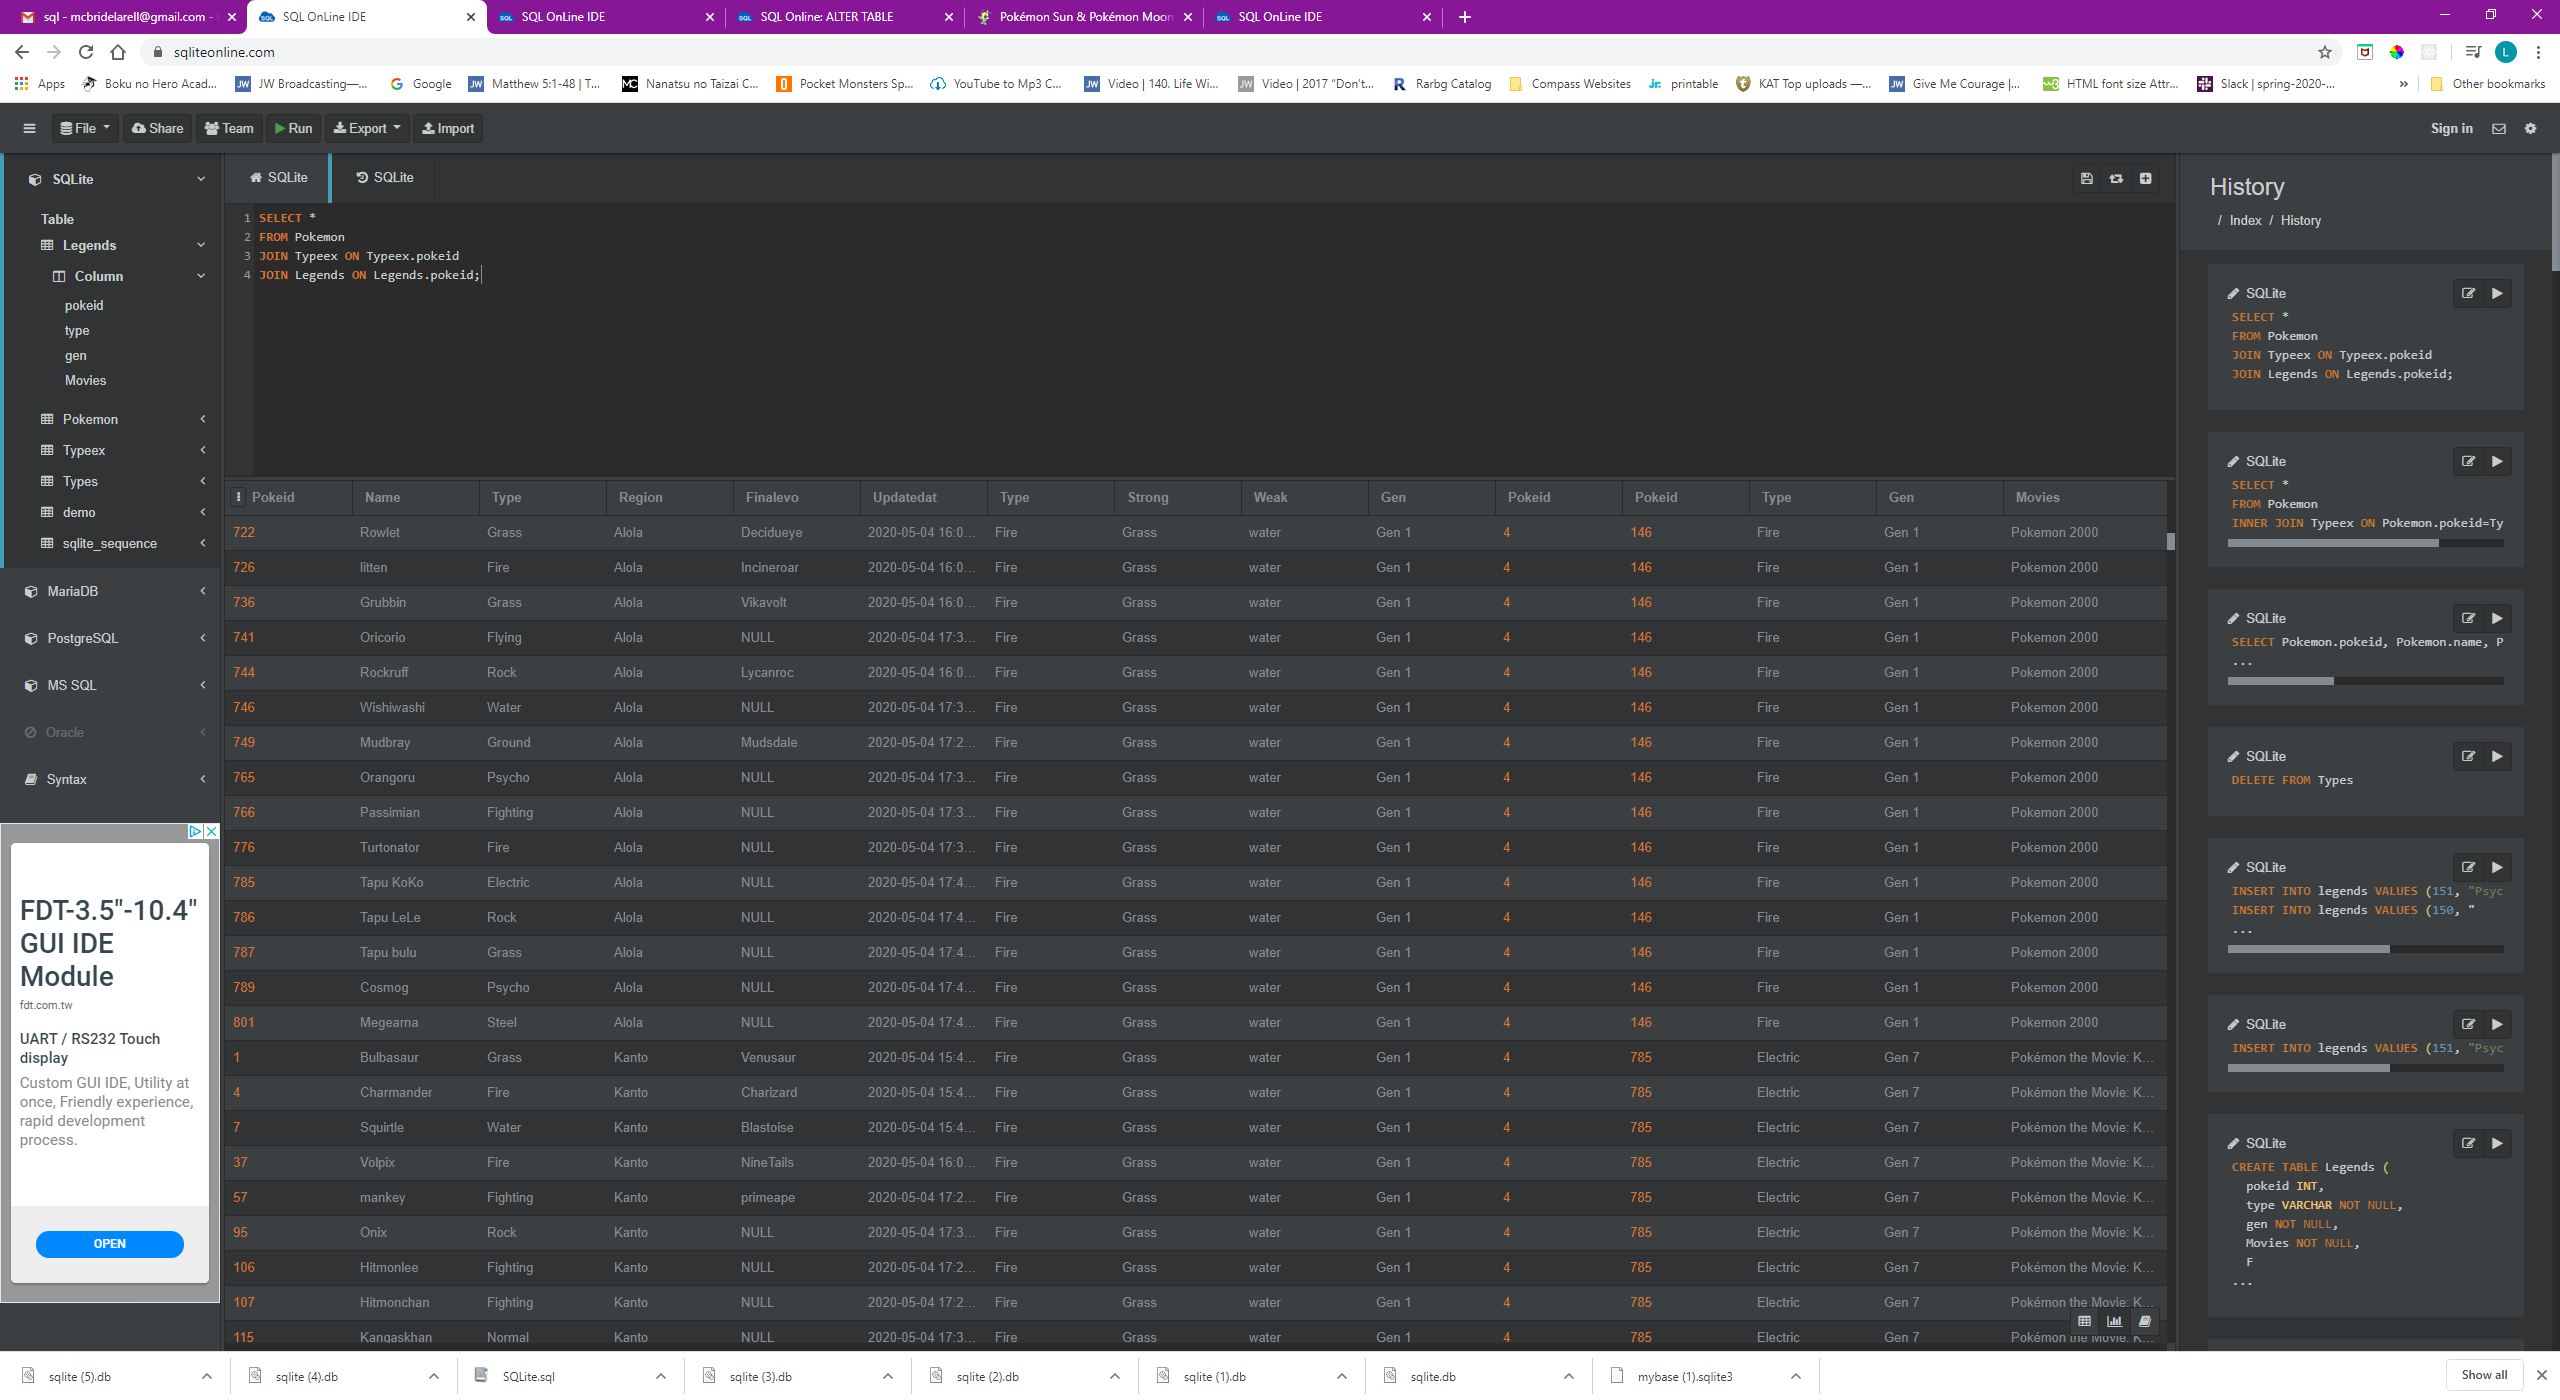 sql - mcbridelarell@gmail.com -
SQL OnLine IDE
SQL OnLine IDE
SQL Online: ALTER TABLE
Pokémon Sun & Pokémon Moon
SQL OnLine IDE
sqliteonline.com
L
Apps
Boku no Hero Acad...
JW Broadcasting—...
Google
Matthew 5:1-48 | T...
Nanatsu no Taizai C...
Pocket Monsters Sp...
YouTube to Mp3 C...
Video | 140. Life Wi...
Video | 2017 "Don't...
Rarbg Catalog
Compass Websites
printable
KAT Top uploads —...
Give Me Courage |...
HTML font size Attr...
Slack | spring-2020-...
Other bookmarks
File Share Team Run Export Import
Sign in
SQLite
Table
Legends
Column
pokeid
type
gen
Movies
Pokemon
Typeex
Types
demo
sqlite_sequence
MariaDB
PostgreSQL
MS SQL
Oracle
Syntax
FDT-3.5"-10.4"
GUI IDE
Module
fdt.com.tw
UART / RS232 Touch
display
Custom GUI IDE, Utility at
once, Friendly experience,
rapid development
process.
OPEN
SQLite SQLite
1 SELECT *
2 FROM Pokemon
3 JOIN Typeex ON Typeex.pokeid
4 JOIN Legends ON Legends.pokeid;
Pokeid Name Type Region Finalevo Updatedat Type Strong Weak Gen Pokeid Pokeid Type Gen Movies
722 Rowlet Grass Alola Decidueye 2020-05-04 16:0... Fire Grass water Gen 1 4 146 Fire Gen 1 Pokemon 2000
726 litten Fire Alola Incineroar 2020-05-04 16:0... Fire Grass water Gen 1 4 146 Fire Gen 1 Pokemon 2000
736 Grubbin Grass Alola Vikavolt 2020-05-04 16:0... Fire Grass water Gen 1 4 146 Fire Gen 1 Pokemon 2000
741 Oricorio Flying Alola NULL 2020-05-04 17:3... Fire Grass water Gen 1 4 146 Fire Gen 1 Pokemon 2000
744 Rockruff Rock Alola Lycanroc 2020-05-04 16:0... Fire Grass water Gen 1 4 146 Fire Gen 1 Pokemon 2000
746 Wishiwashi Water Alola NULL 2020-05-04 17:3... Fire Grass water Gen 1 4 146 Fire Gen 1 Pokemon 2000
749 Mudbray Ground Alola Mudsdale 2020-05-04 17:2... Fire Grass water Gen 1 4 146 Fire Gen 1 Pokemon 2000
765 Orangoru Psycho Alola NULL 2020-05-04 17:3... Fire Grass water Gen 1 4 146 Fire Gen 1 Pokemon 2000
766 Passimian Fighting Alola NULL 2020-05-04 17:3... Fire Grass water Gen 1 4 146 Fire Gen 1 Pokemon 2000
776 Turtonator Fire Alola NULL 2020-05-04 17:3... Fire Grass water Gen 1 4 146 Fire Gen 1 Pokemon 2000
785 Tapu KoKo Electric Alola NULL 2020-05-04 17:4... Fire Grass water Gen 1 4 146 Fire Gen 1 Pokemon 2000
786 Tapu LeLe Rock Alola NULL 2020-05-04 17:4... Fire Grass water Gen 1 4 146 Fire Gen 1 Pokemon 2000
787 Tapu bulu Grass Alola NULL 2020-05-04 17:4... Fire Grass water Gen 1 4 146 Fire Gen 1 Pokemon 2000
789 Cosmog Psycho Alola NULL 2020-05-04 17:4... Fire Grass water Gen 1 4 146 Fire Gen 1 Pokemon 2000
801 Megearna Steel Alola NULL 2020-05-04 17:4... Fire Grass water Gen 1 4 146 Fire Gen 1 Pokemon 2000
1 Bulbasaur Grass Kanto Venusaur 2020-05-04 15:4... Fire Grass water Gen 1 4 785 Electric Gen 7 Pokémon the Movie: K...
4 Charmander Fire Kanto Charizard 2020-05-04 15:4... Fire Grass water Gen 1 4 785 Electric Gen 7 Pokémon the Movie: K...
7 Squirtle Water Kanto Blastoise 2020-05-04 15:4... Fire Grass water Gen 1 4 785 Electric Gen 7 Pokémon the Movie: K...
37 Volpix Fire Kanto NineTails 2020-05-04 16:0... Fire Grass water Gen 1 4 785 Electric Gen 7 Pokémon the Movie: K...
57 mankey Fighting Kanto primeape 2020-05-04 17:2... Fire Grass water Gen 1 4 785 Electric Gen 7 Pokémon the Movie: K...
95 Onix Rock Kanto NULL 2020-05-04 17:3... Fire Grass water Gen 1 4 785 Electric Gen 7 Pokémon the Movie: K...
106 Hitmonlee Fighting Kanto NULL 2020-05-04 17:2... Fire Grass water Gen 1 4 785 Electric Gen 7 Pokémon the Movie: K...
107 Hitmonchan Fighting Kanto NULL 2020-05-04 17:2... Fire Grass water Gen 1 4 785 Electric Gen 7 Pokémon the Movie: K...
115 Kangaskhan Normal Kanto NULL 2020-05-04 17:3... Fire Grass water Gen 1 4 785 Electric Gen 7 Pokémon the Movie: K...
History
/ Index / History
SQLite
SELECT *
FROM Pokemon
JOIN Typeex ON Typeex.pokeid
JOIN Legends ON Legends.pokeid;
SQLite
SELECT *
FROM Pokemon
INNER JOIN Typeex ON Pokemon.pokeid=Ty
SQLite
SELECT Pokemon.pokeid, Pokemon.name, P
...
SQLite
DELETE FROM Types
SQLite
INSERT INTO legends VALUES (151, "Psyc
INSERT INTO legends VALUES (150, "
...
SQLite
INSERT INTO legends VALUES (151, "Psyc
SQLite
CREATE TABLE Legends (
pokeid INT,
type VARCHAR NOT NULL,
gen NOT NULL,
Movies NOT NULL,
F
...
sqlite (5).db
sqlite (4).db
SQLite.sql
sqlite (3).db
sqlite (2).db
sqlite (1).db
sqlite.db
mybase (1).sqlite3
Show all